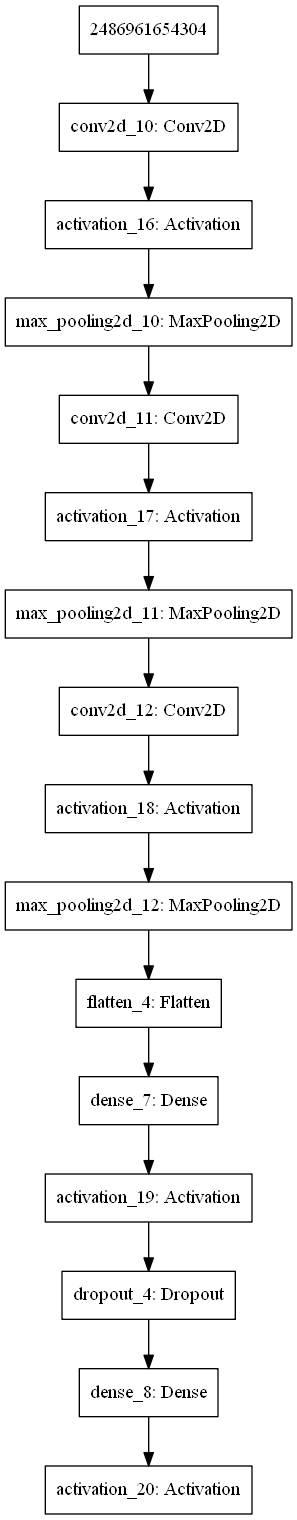 2486961654304
conv2d_10: Conv2D
activation_16: Activation
max_pooling2d_10: MaxPooling2D
conv2d_11: Conv2D
activation_17: Activation
max_pooling2d_11: MaxPooling2D
conv2d_12: Conv2D
activation_18: Activation
max_pooling2d_12: MaxPooling2D
flatten_4: Flatten
dense_7: Dense
activation_19: Activation
dropout_4: Dropout
dense_8: Dense
activation_20: Activation